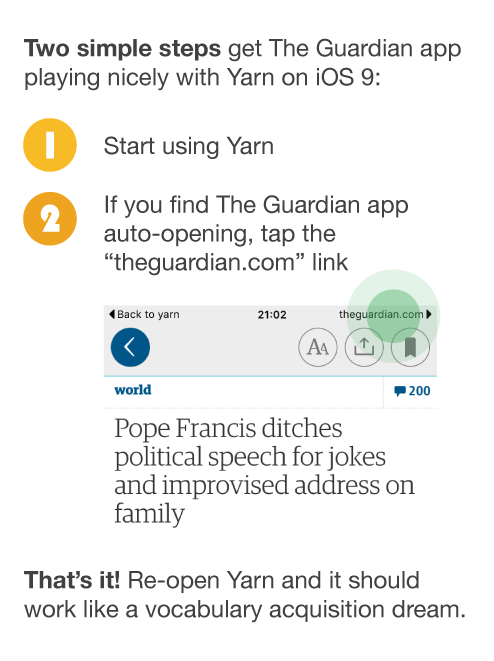 Two simple steps get The Guardian app
playing nicely with Yarn on iOS 9:
1
Start using Yarn
2
If you find The Guardian app
auto-opening, tap the
“theguardian.com” link
Back to yarn 21:02 theguardian.com
AA
world 200
Pope Francis ditches
political speech for jokes
and improvised address on
family
That’s it! Re-open Yarn and it should
work like a vocabulary acquisition dream.